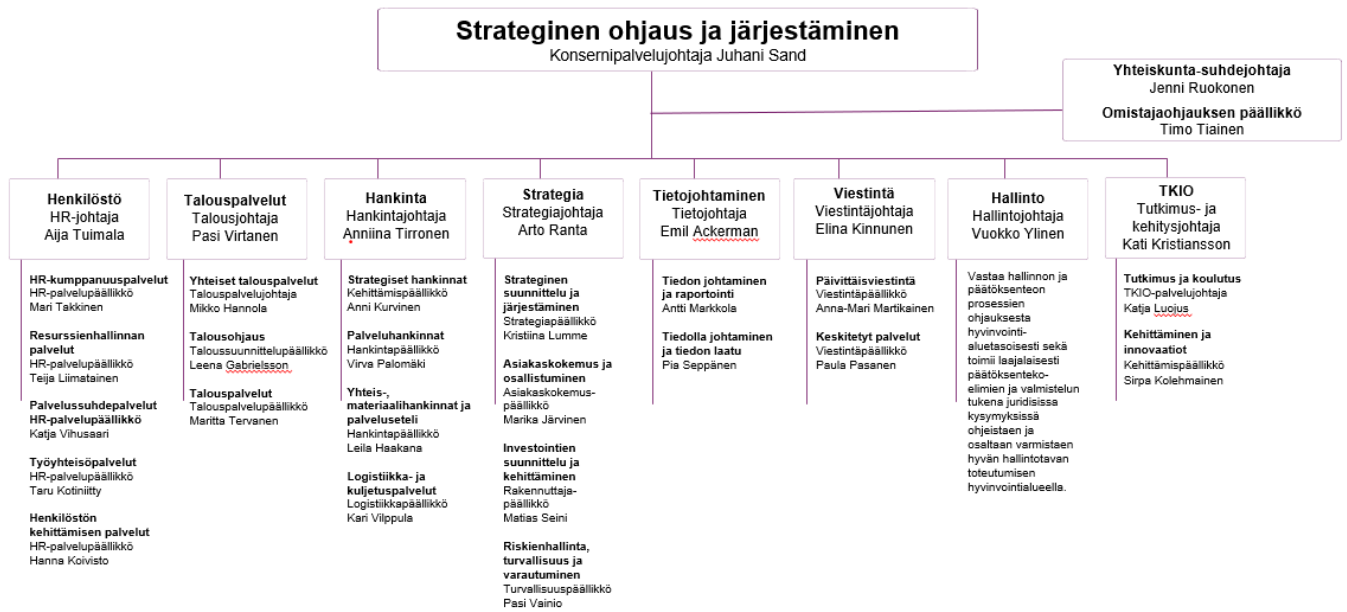 Strateginen ohjaus ja järjestäminen
Konsernipalvelujohtaja Juhani Sand
Yhteiskunta-suhdejohtaja
Jenni Ruokonen
Omistajaohjauksen päällikkö
Timo Tiainen
Henkilöstö
HR-johtaja
Aija Tuimala
HR-kumppanuuspalvelut
HR-palvelupäällikkö
Mari Takkinen
Resurssienhallinnan
palvelut
HR-palvelupäällikkö
Teija Liimatainen
Palvelussuhdepalvelut
HR-palvelupäällikkö
Katja Vihusaari
Työyhteisöpalvelut
HR-palvelupäällikkö
Taru Kotiniitty
Henkilöstön
kehittämisen palvelut
HR-palvelupäällikkö
Hanna Koivisto
Talouspalvelut
Talousjohtaja
Pasi Virtanen
Yhteiset talouspalvelut
Talouspalvelujohtaja
Mikko Hannola
Talousohjaus
Taloussuunnittelupäällikkö
Leena Gabrielsson
Talouspalvelut
Talouspalvelupäällikkö
Maritta Tervanen
Hankinta
Hankintajohtaja
Anniina Tirronen
Strategiset hankinnat
Kehittämispäällikkö
Anni Kurvinen
Palveluhankinnat
Hankintapäällikkö
Virva Palomäki
Yhteis-,
materiaalihankinnat ja
palveluseteli
Hankintapäällikkö
Leila Haakana
Logistiikka- ja
kuljetuspalvelut
Logistiikkapäällikkö
Kari Vilppula
Strategia
Strategiajohtaja
Arto Ranta
Strateginen
suunnittelu ja
järjestäminen
Strategiapäällikkö
Kristiina Lumme
Asiakaskokemus ja
osallistuminen
Asiakaskokemus-
päällikkö
Marika Järvinen
Investointien
suunnittelu ja
kehittäminen
Rakennuttaja-
päällikkö
Matias Seini
Riskienhallinta,
turvallisuus ja
varautuminen
Turvallisuuspäällikkö
Pasi Vainio
Tietojohtaminen
Tietojohtaja
Emil Ackerman
Tiedon johtaminen
ja raportointi
Antti Markkola
Tiedolla johtaminen
ja tiedon laatu
Pia Seppänen
Viestintä
Viestintäjohtaja
Elina Kinnunen
Päivittäisviestintä
Viestintäpäällikkö
Anna-Mari Martikainen
Keskitetyt palvelut
Viestintäpäällikkö
Paula Pasanen
Hallinto
Hallintojohtaja
Vuokko Ylinen
Vastaa hallinnon ja
päätöksenteon
prosessien
ohjauksesta
hyvinvointi-
aluetasoisesti sekä
toimii laajalaisesti
päätöksenteko-
elimien ja valmistelun
tukena juridisissa
kysymyksissä
ohjeistaen ja
osaltaan varmistaen
hyvän hallintotavan
toteutumisen
hyvinvointialueella.
TKIO
Tutkimus- ja
kehitysjohtaja
Kati Kristiansson
Tutkimus ja koulutus
TKIO-palvelujohtaja
Katja Luojus
Kehittäminen ja
innovaatiot
Kehittämispäällikkö
Sirpa Kolehmainen